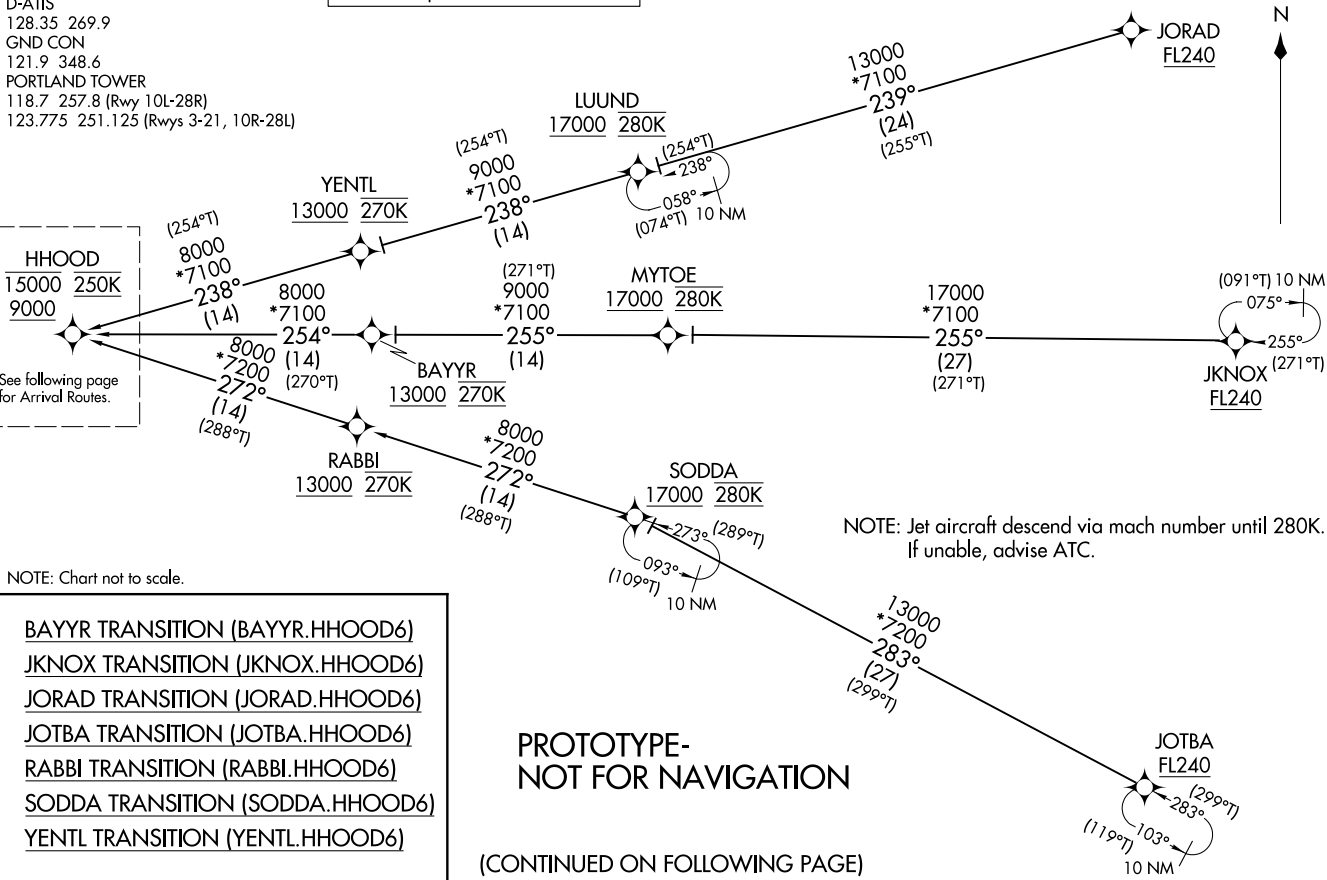 D-ATIS
128.35 269.9
GND CON
121.9 348.6
PORTLAND TOWER
118.7 257.8 (Rwy 10L-28R)
123.775 251.125 (Rwys 3-21, 10R-28L)
N
JORAD
FL240
13000
*7100
239°
(24)
(255°T)
LUUND
17000 280K
(254°T)
238°
058°
(074°T) 10 NM
(254°T)
9000
*7100
238°
(14)
YENTL
13000 270K
(254°T)
8000
*7100
238°
(14)
HHOOD
15000 250K
9000
See following page
for Arrival Routes.
8000
*7100
254°
(14)
(270°T)
BAYYR
13000 270K
(271°T)
9000
*7100
255°
(14)
MYTOE
17000 280K
17000
*7100
255°
(27)
(271°T)
(091°T) 10 NM
075°
255°
(271°T)
JKNOX
FL240
8000
*7200
272°
(14)
(288°T)
RABBI
13000 270K
8000
*7200
272°
(14)
(288°T)
SODDA
17000 280K
273° (289°T)
093°
(109°T)
10 NM
NOTE: Jet aircraft descend via mach number until 280K.
If unable, advise ATC.
13000
*7200
283°
(27)
(299°T)
JOTBA
FL240
(299°T)
283°
103°
(119°T)
10 NM
NOTE: Chart not to scale.
BAYYR TRANSITION (BAYYR.HHOOD6)
JKNOX TRANSITION (JKNOX.HHOOD6)
JORAD TRANSITION (JORAD.HHOOD6)
JOTBA TRANSITION (JOTBA.HHOOD6)
RABBI TRANSITION (RABBI.HHOOD6)
SODDA TRANSITION (SODDA.HHOOD6)
YENTL TRANSITION (YENTL.HHOOD6)
PROTOTYPE-
NOT FOR NAVIGATION
(CONTINUED ON FOLLOWING PAGE)